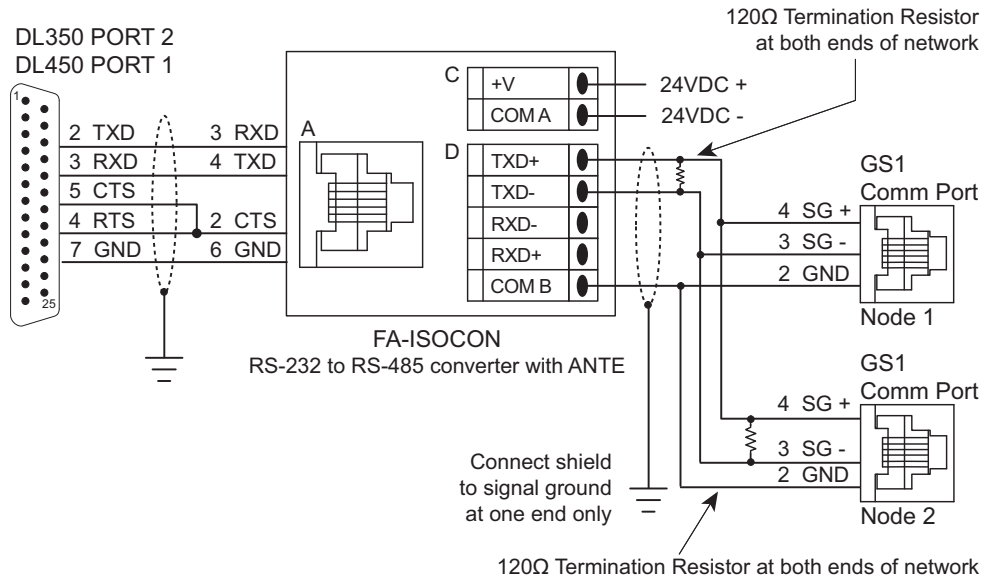 120Ω Termination Resistor
at both ends of network
DL350 PORT 2
DL450 PORT 1
1
25
2 TXD
3 RXD
3 RXD
4 TXD
5 CTS
4 RTS
2 CTS
7 GND
6 GND
A
C
+V
COM A
24VDC +
24VDC -
D
TXD+
TXD-
RXD-
RXD+
COM B
FA-ISOCON
RS-232 to RS-485 converter with ANTE
GS1
Comm Port
4 SG +
3 SG -
2 GND
Node 1
GS1
Comm Port
4 SG +
3 SG -
2 GND
Node 2
Connect shield
to signal ground
at one end only
120Ω Termination Resistor at both ends of network